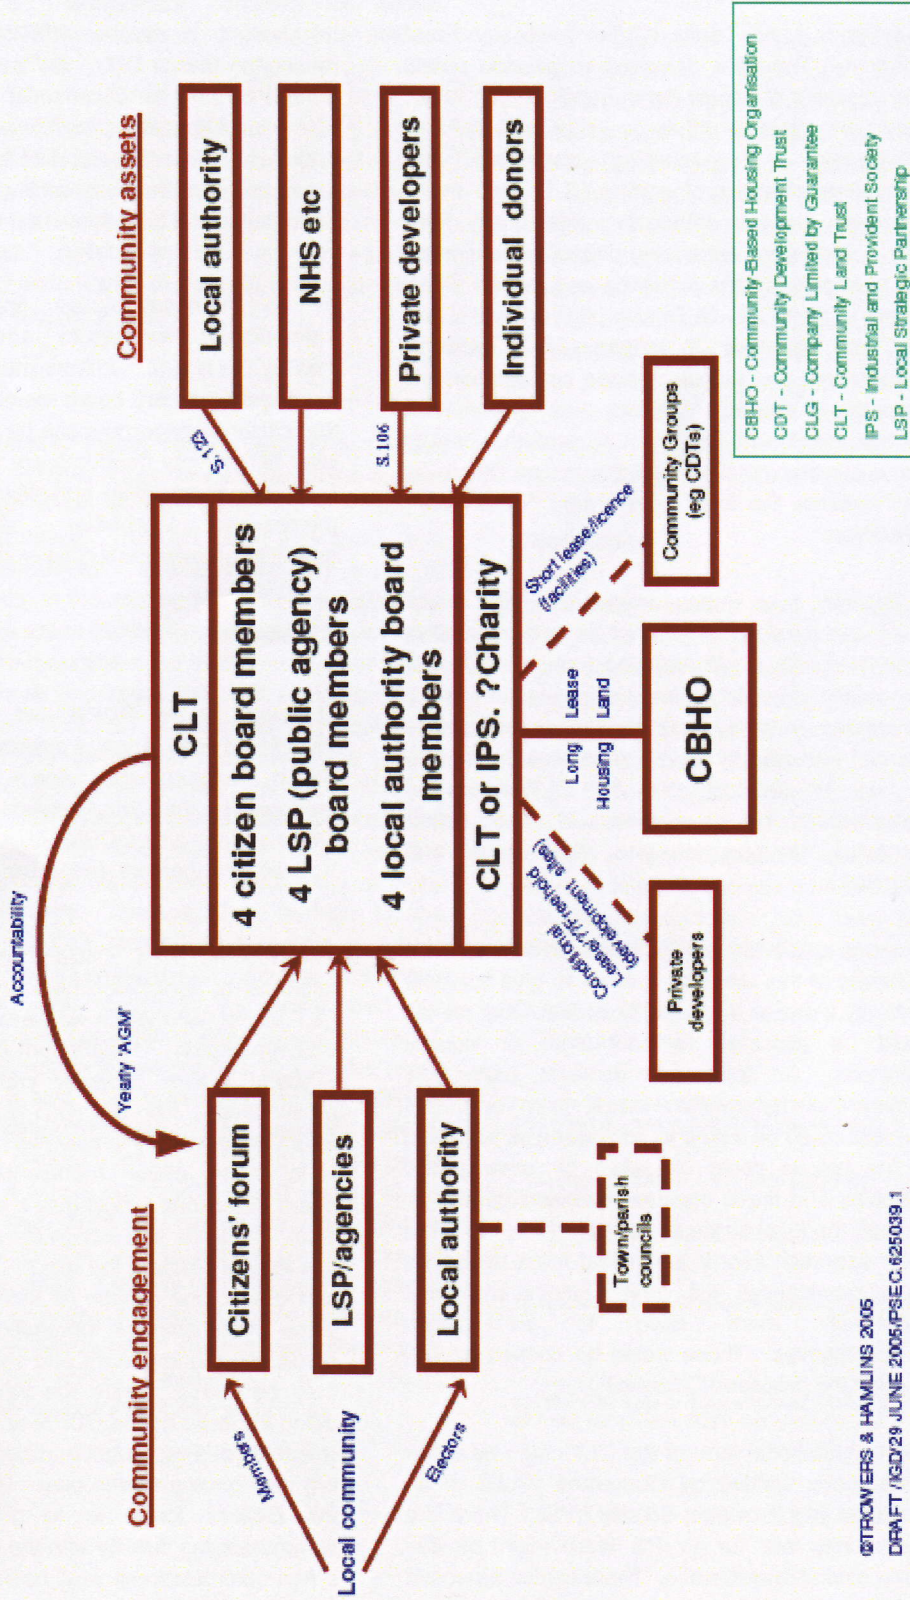 Community engagement
Community assets
Accountability
Yearly 'AGM'
Local community
Members
Electors
Citizens' forum
LSP/agencies
Local authority
Town/parish
councils
CLT
4 citizen board members
4 LSP (public agency)
board members
4 local authority board
members
CLT or IPS. ?Charity
S.123
S.106
Local authority
NHS etc
Private developers
Individual donors
Conditional
Lease/??Freehold
(development sites)
Private
developers
Long Lease
Housing Land
CBHO
Short lease/licence
(facilities)
Community Groups
(eg CDTs)
CBHO - Community-Based Housing Organisation
CDT - Community Development Trust
CLG - Company Limited by Guarantee
CLT - Community Land Trust
IPS - Industrial and Provident Society
LSP - Local Strategic Partnership
©TROWERS & HAMLINS 2005
DRAFT /IGD/29 JUNE 2005/PSEC.625039.1